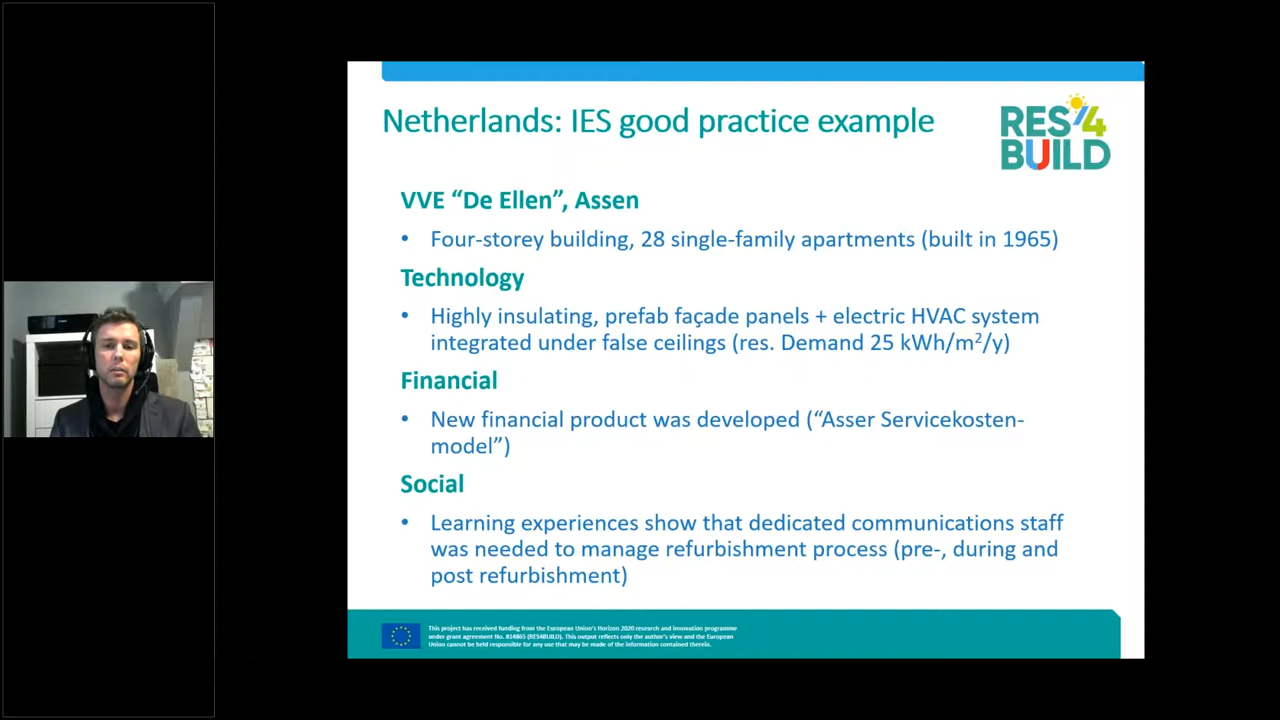 Netherlands: IES good practice example
RES4
BUILD
VVE “De Ellen”, Assen
• Four-storey building, 28 single-family apartments (built in 1965)
Technology
• Highly insulating, prefab façade panels + electric HVAC system
integrated under false ceilings (res. Demand 25 kWh/m²/y)
Financial
• New financial product was developed (“Asser Servicekosten-
model”)
Social
• Learning experiences show that dedicated communications staff
was needed to manage refurbishment process (pre-, during and
post refurbishment)
This project has received funding from the European Union's Horizon 2020 research and innovation programme
under grant agreement No. 814865 (RES4BUILD). This output reflects only the author's view and the European
Union cannot be held responsible for any use that may be made of the information contained therein.